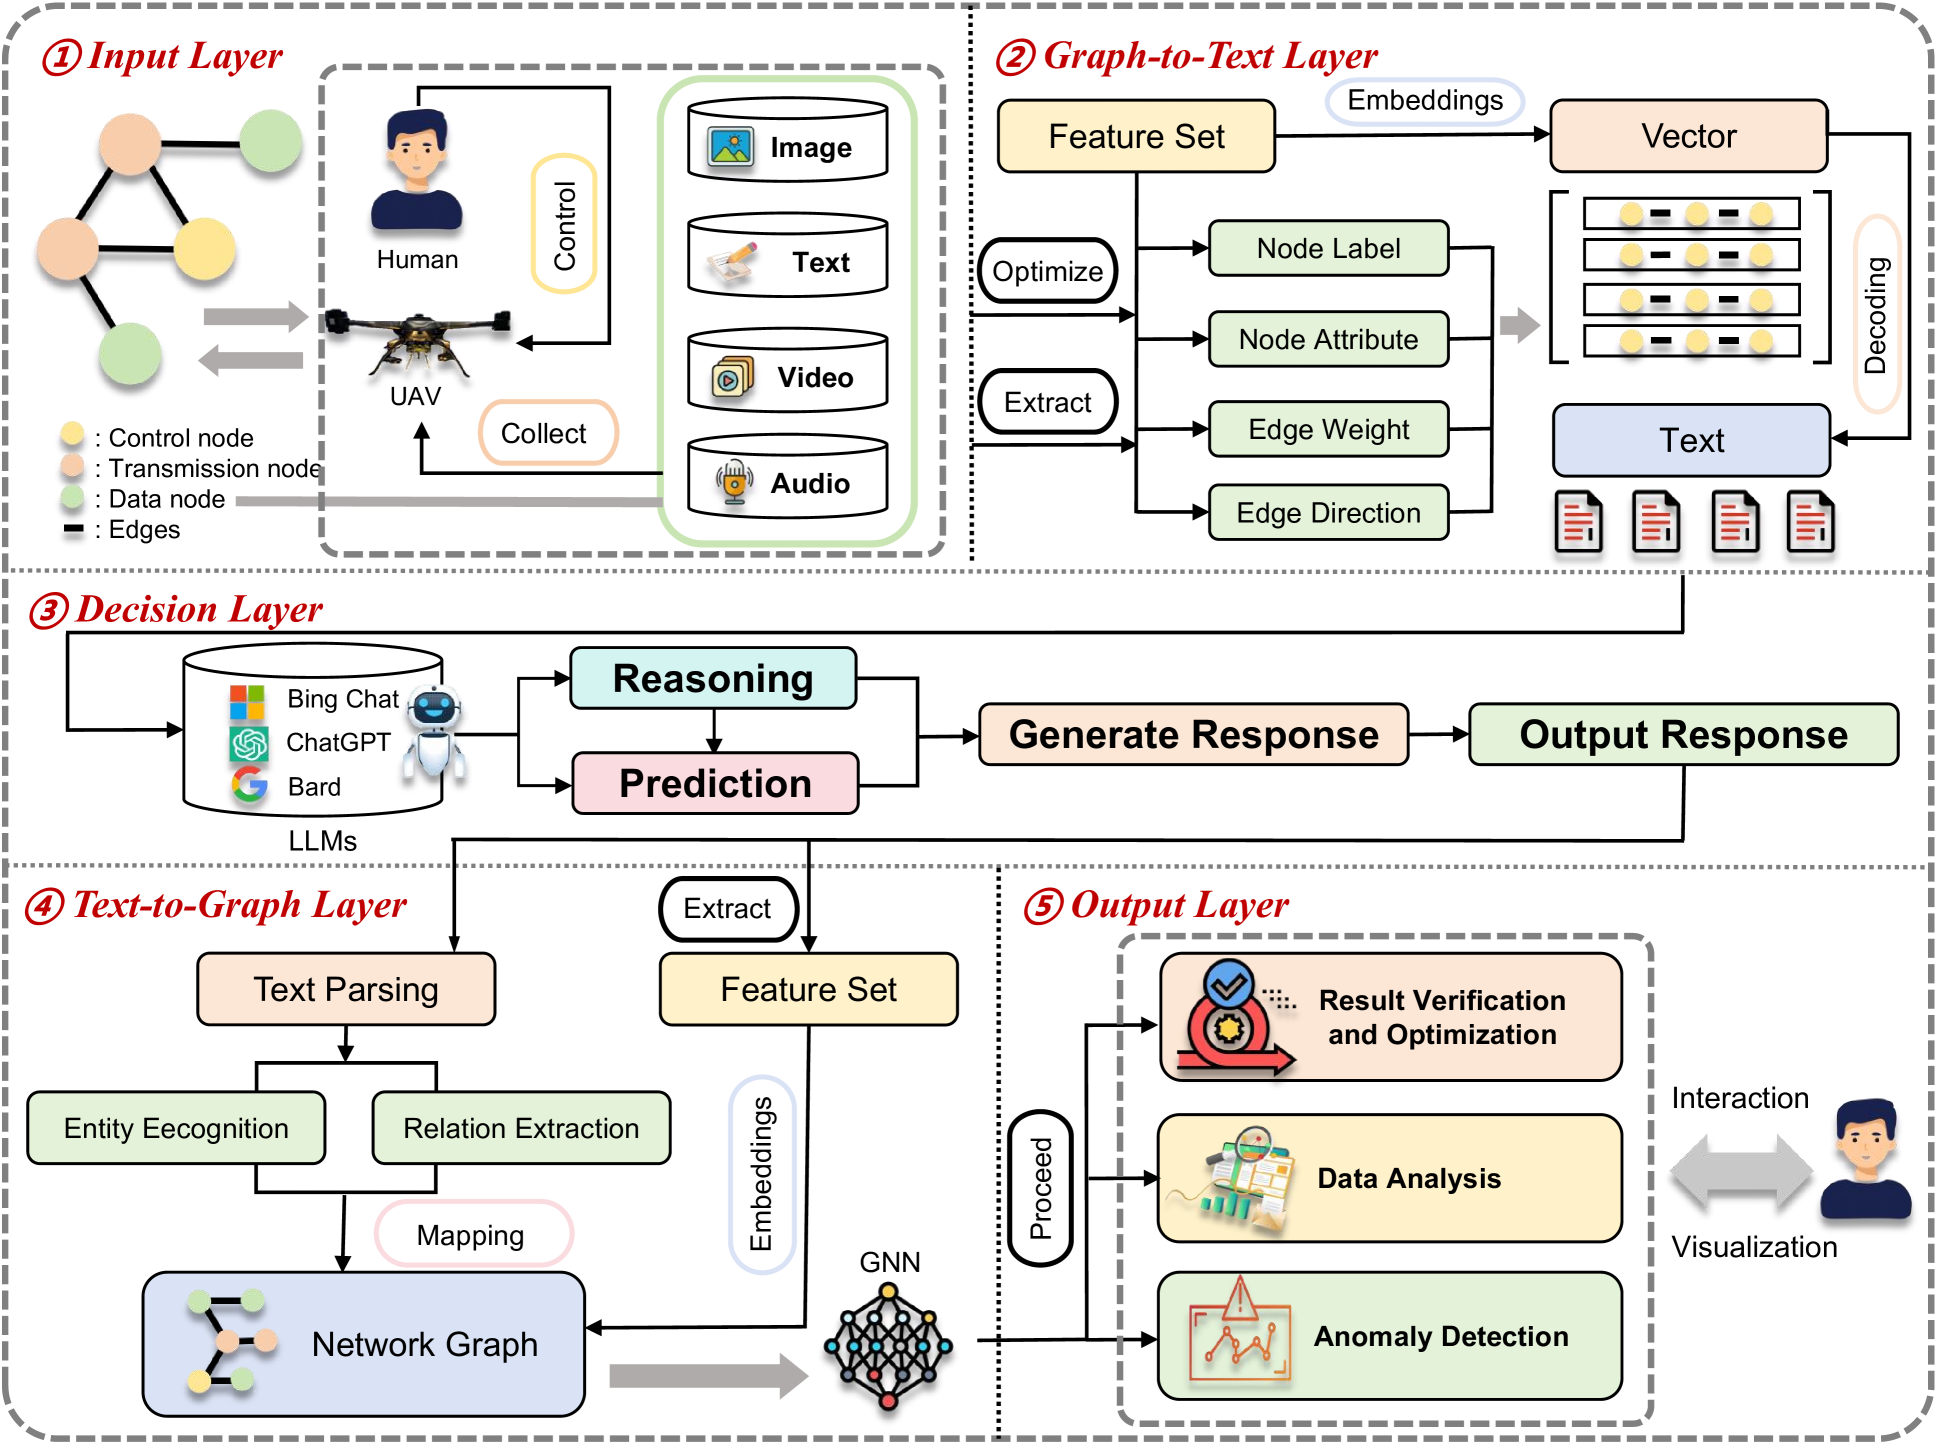 ① Input Layer
Human
Control
UAV
Collect
Image
Text
Video
Audio
: Control node
: Transmission node
: Data node
: Edges
② Graph-to-Text Layer
Feature Set
Embeddings
Vector
Optimize
Extract
Node Label
Node Attribute
Edge Weight
Edge Direction
Decoding
Text
③ Decision Layer
Bing Chat
ChatGPT
Bard
LLMs
Reasoning
Prediction
Generate Response
Output Response
④ Text-to-Graph Layer
Extract
Text Parsing
Feature Set
Entity Eecognition
Relation Extraction
Mapping
Embeddings
Network Graph
GNN
⑤ Output Layer
Proceed
Result Verification
and Optimization
Data Analysis
Anomaly Detection
Interaction
Visualization